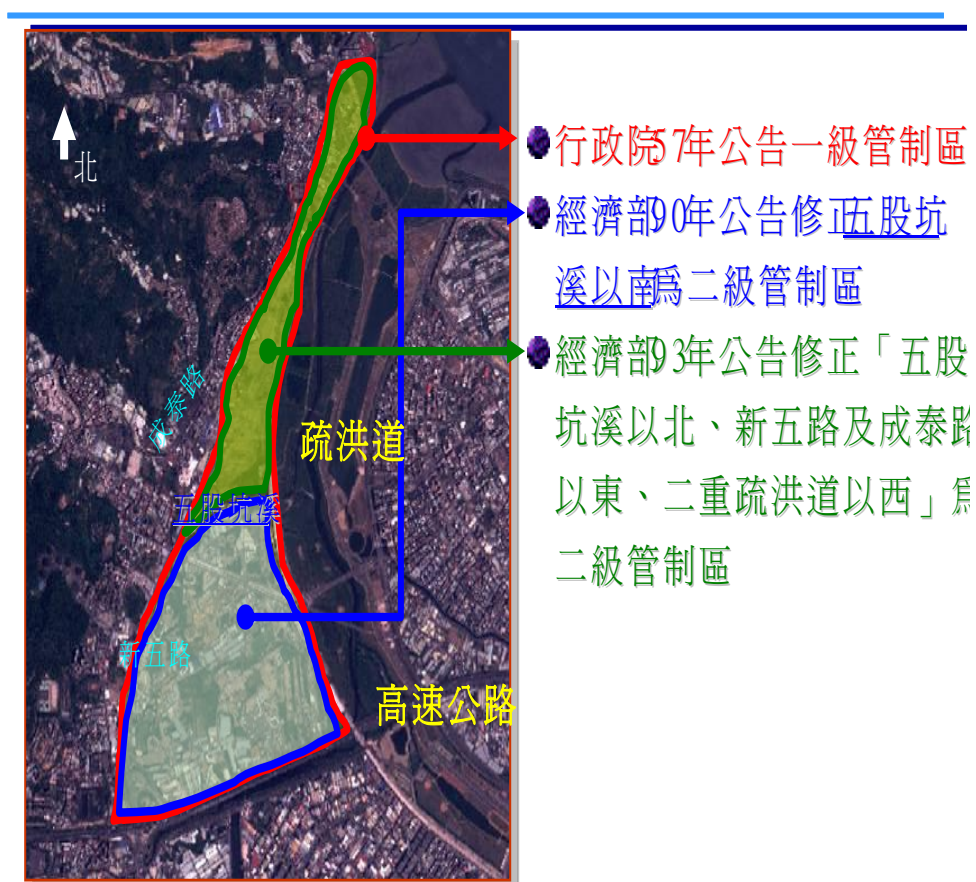 北
行政院57年公告一級管制區
經濟部90年公告修正五股坑
溪以南為二級管制區
經濟部93年公告修正「五股
坑溪以北、新五路及成泰路
以東、二重疏洪道以西」為
二級管制區
成泰路
疏洪道
五股坑溪
新五路
高速公路